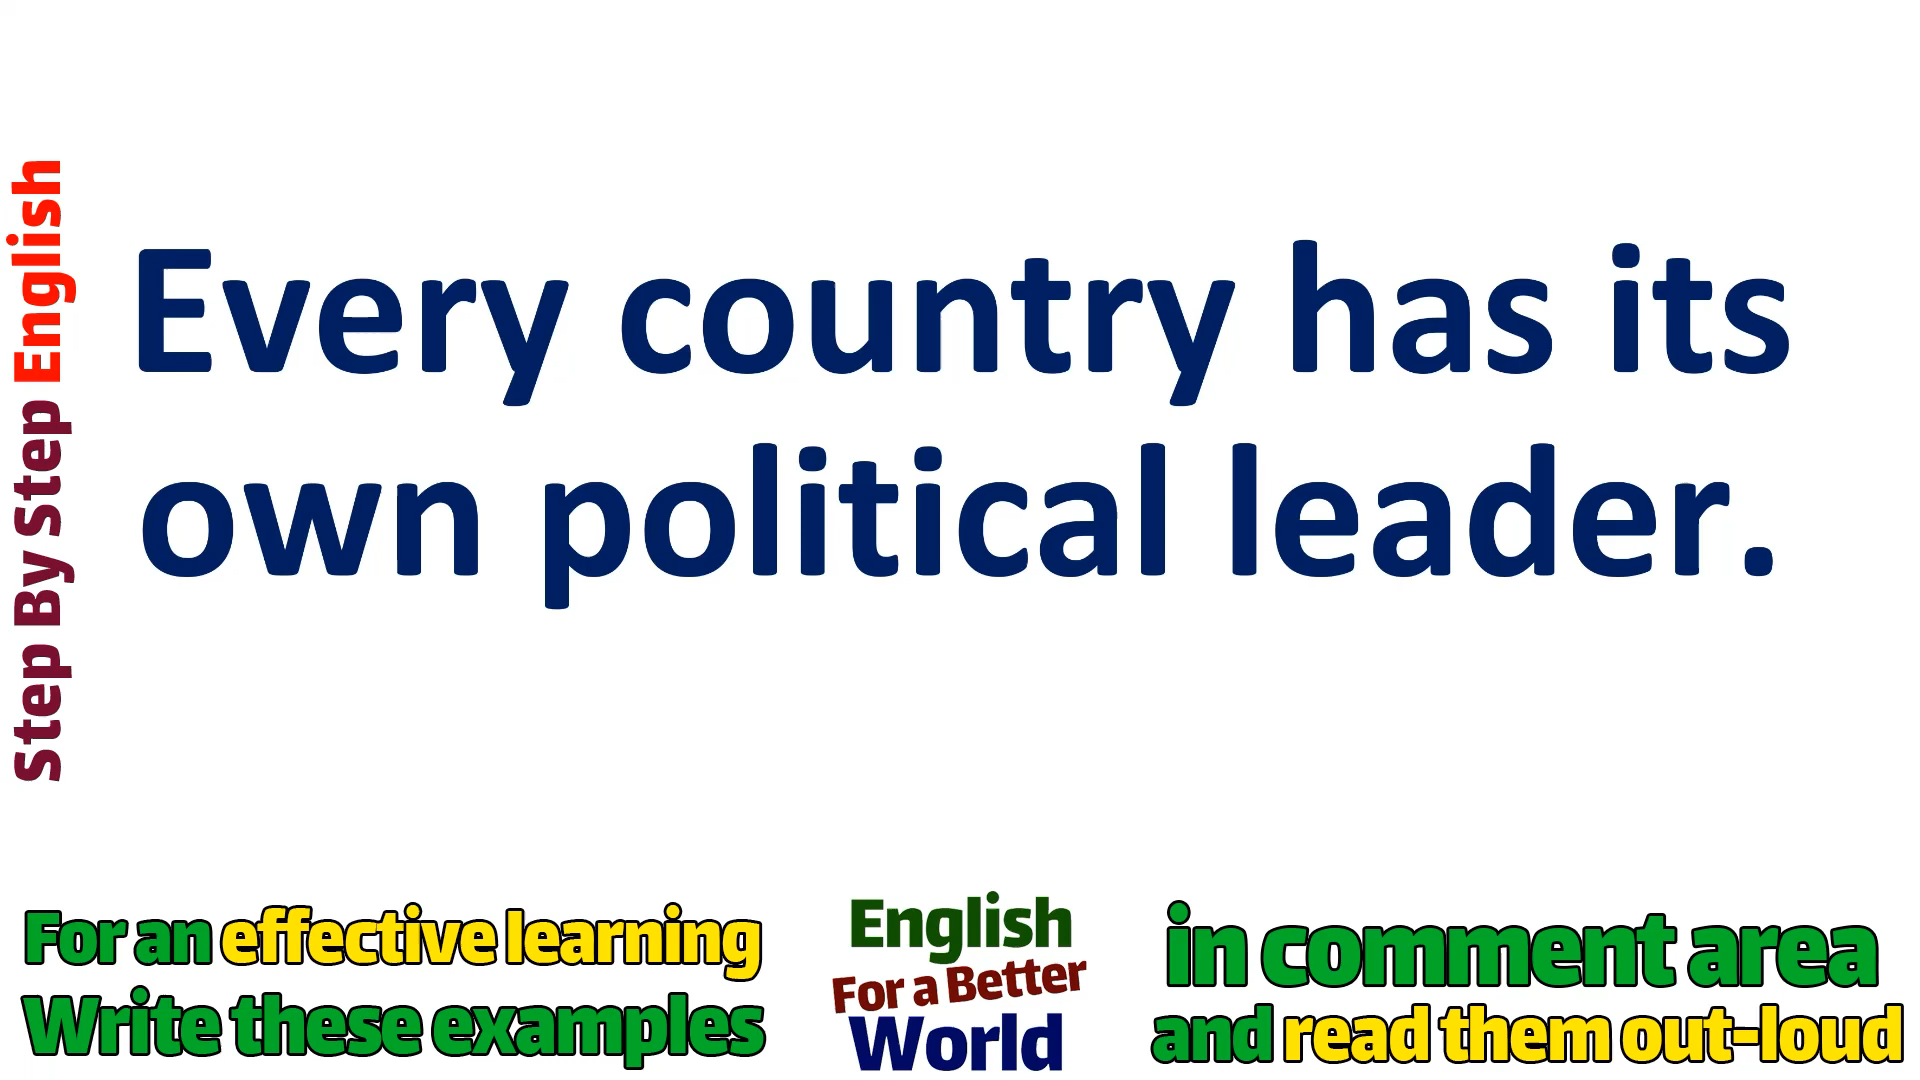 Step By Step English
Every country has its
own political leader.
For an effective learning
Write these examples
English
For a Better
World
in comment area
and read them out-loud